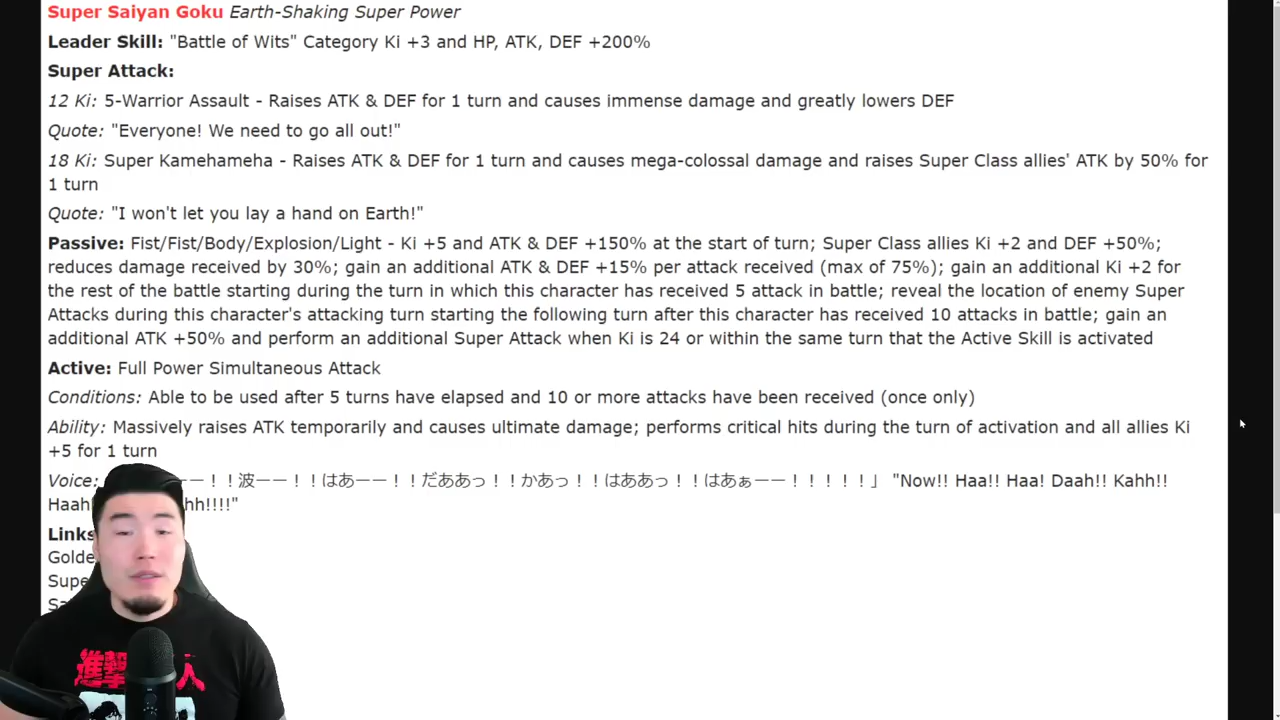 Super Saiyan Goku Earth-Shaking Super Power
Leader Skill: "Battle of Wits" Category Ki +3 and HP, ATK, DEF +200%
Super Attack:
12 Ki: 5-Warrior Assault - Raises ATK & DEF for 1 turn and causes immense damage and greatly lowers DEF
Quote: "Everyone! We need to go all out!"
18 Ki: Super Kamehameha - Raises ATK & DEF for 1 turn and causes mega-colossal damage and raises Super Class allies' ATK by 50% for
1 turn
Quote: "I won't let you lay a hand on Earth!"
Passive: Fist/Fist/Body/Explosion/Light - Ki +5 and ATK & DEF +150% at the start of turn; Super Class allies Ki +2 and DEF +50%;
reduces damage received by 30%; gain an additional ATK & DEF +15% per attack received (max of 75%); gain an additional Ki +2 for
the rest of the battle starting during the turn in which this character has received 5 attack in battle; reveal the location of enemy Super
Attacks during this character's attacking turn starting the following turn after this character has received 10 attacks in battle; gain an
additional ATK +50% and perform an additional Super Attack when Ki is 24 or within the same turn that the Active Skill is activated
Active: Full Power Simultaneous Attack
Conditions: Able to be used after 5 turns have elapsed and 10 or more attacks have been received (once only)
Ability: Massively raises ATK temporarily and causes ultimate damage; performs critical hits during the turn of activation and all allies Ki
+5 for 1 turn
Voice: ーー！！波ーー！！はあーー！！だああっ！！かあっ！！はああっ！！はあぁーー！！！！！」 "Now!! Haa!! Haa! Daah!! Kahh!!
Haah hh!!!!"
Links
Golde
Supe
進撃 人